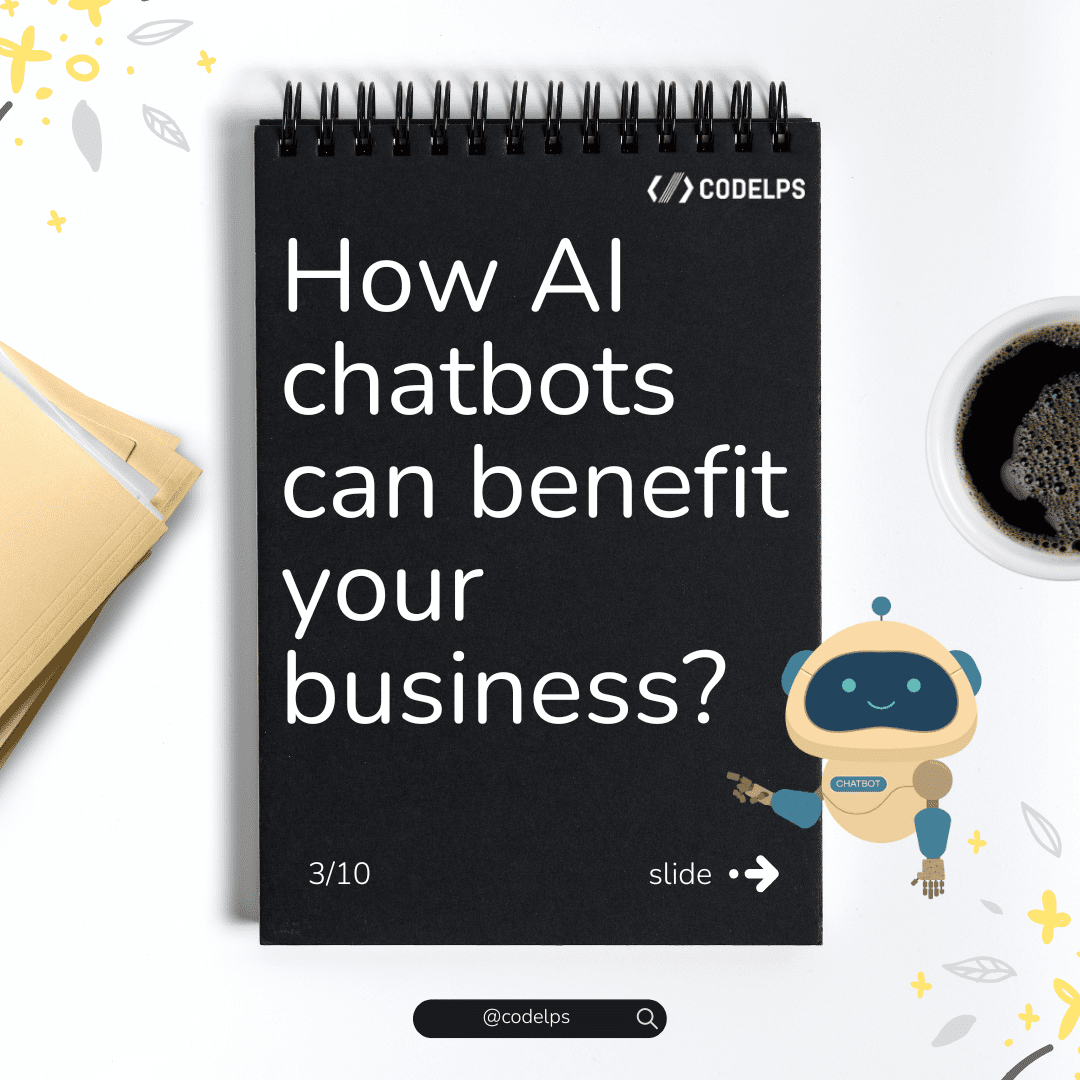 CODELPS
How AI
chatbots
can benefit
your
business?
CHATBOT
3/10
slide
@codelps